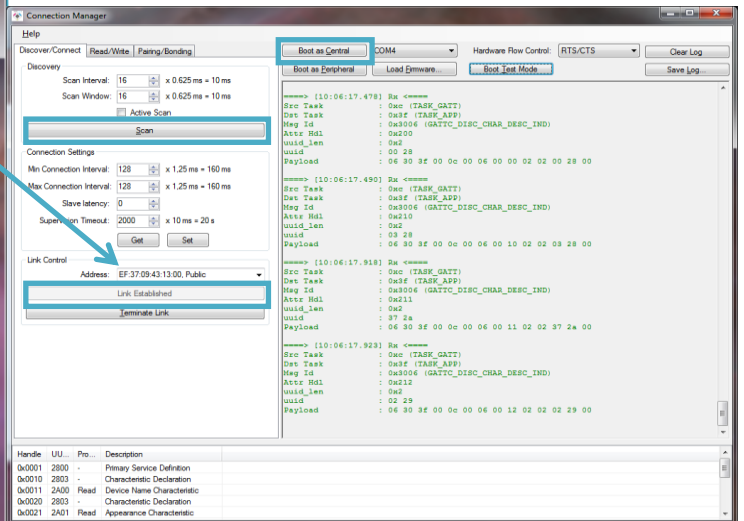 Connection Manager
Help
Discover/Connect Read/Write Pairing/Bonding
Discovery
Scan Interval: 16 x 0.625 ms = 10 ms
Scan Window: 16 x 0.625 ms = 10 ms
Active Scan
Scan
Connection Settings
Min Connection Interval: 128 x 1,25 ms = 160 ms
Max Connection Interval: 128 x 1,25 ms = 160 ms
Slave latency: 0
Supervision Timeout: 2000 x 10 ms = 20 s
Get Set
Link Control
Address: EF:37:09:43:13:00, Public
Link Established
Terminate Link
Boot as Central COM4 Hardware Flow Control: RTS/CTS Clear Log
Boot as Peripheral Load Firmware... Boot Test Mode Save Log...
====> [10:06:17.478] Rx <====
Src Task : 0xc (TASK_GATT)
Dst Task : 0x3f (TASK_APP)
Msg Id : 0x3006 (GATTC_DISC_CHAR_DESC_IND)
Attr Hdl : 0x200
uuid_len : 0x2
uuid : 00 28
Payload : 06 30 3f 00 0c 00 06 00 00 02 02 00 28 00
====> [10:06:17.490] Rx <====
Src Task : 0xc (TASK_GATT)
Dst Task : 0x3f (TASK_APP)
Msg Id : 0x3006 (GATTC_DISC_CHAR_DESC_IND)
Attr Hdl : 0x210
uuid_len : 0x2
uuid : 03 28
Payload : 06 30 3f 00 0c 00 06 00 10 02 02 03 28 00
====> [10:06:17.918] Rx <====
Src Task : 0xc (TASK_GATT)
Dst Task : 0x3f (TASK_APP)
Msg Id : 0x3006 (GATTC_DISC_CHAR_DESC_IND)
Attr Hdl : 0x211
uuid_len : 0x2
uuid : 37 2a
Payload : 06 30 3f 00 0c 00 06 00 11 02 02 37 2a 00
====> [10:06:17.923] Rx <====
Src Task : 0xc (TASK_GATT)
Dst Task : 0x3f (TASK_APP)
Msg Id : 0x3006 (GATTC_DISC_CHAR_DESC_IND)
Attr Hdl : 0x212
uuid_len : 0x2
uuid : 02 29
Payload : 06 30 3f 00 0c 00 06 00 12 02 02 02 29 00
Handle UU... Pro... Description
0x0001 2800 - Primary Service Definition
0x0010 2803 - Characteristic Declaration
0x0011 2A00 Read Device Name Characteristic
0x0020 2803 - Characteristic Declaration
0x0021 2A01 Read Appearance Characteristic